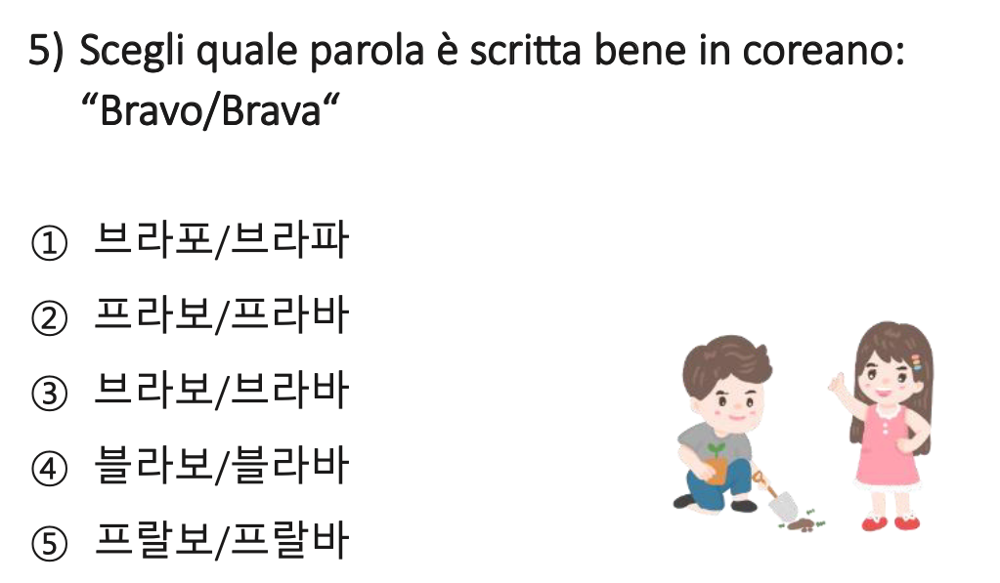 5) Scegli quale parola è scritta bene in coreano:
“Bravo/Brava“
① 브라포/브라파
② 프라보/프라바
③ 브라보/브라바
④ 블라보/블라바
⑤ 프랄보/프랄바